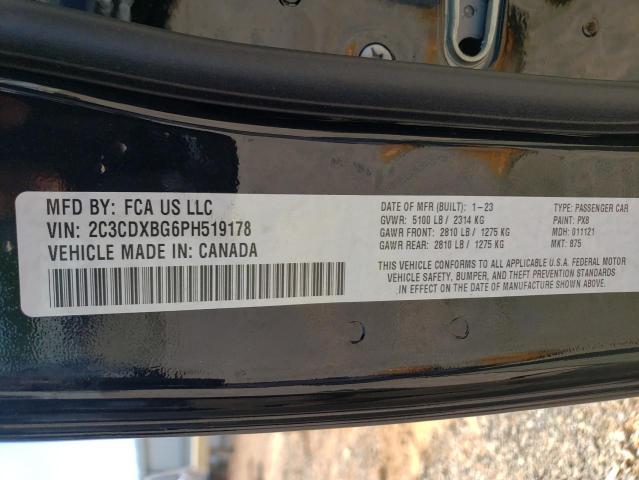 MFD BY: FCA US LLC
VIN: 2C3CDXBG6PH519178
VEHICLE MADE IN: CANADA
DATE OF MFR (BUILT): 1-23
GVWR: 5100 LB / 2314 KG
GAWR FRONT: 2810 LB / 1275 KG
GAWR REAR: 2810 LB / 1275 KG
TYPE: PASSENGER CAR
PAINT: PX8
MDH: 011121
MKT: 875
THIS VEHICLE CONFORMS TO ALL APPLICABLE U.S.A. FEDERAL MOTOR
VEHICLE SAFETY, BUMPER, AND THEFT PREVENTION STANDARDS
IN EFFECT ON THE DATE OF MANUFACTURE SHOWN ABOVE.